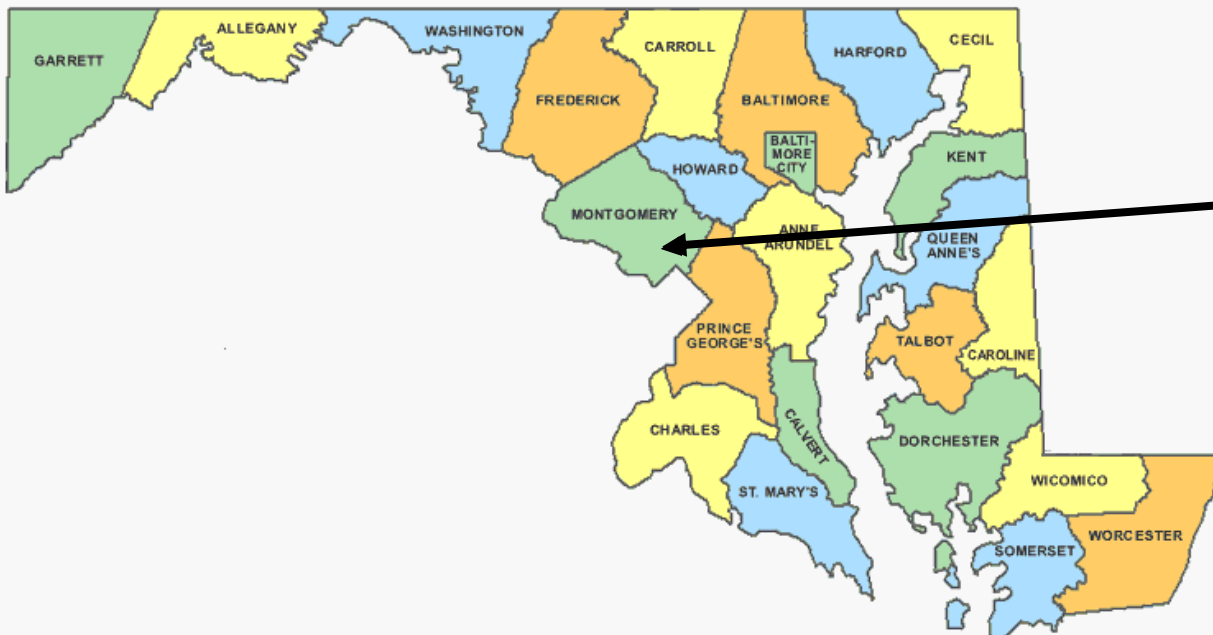 GARRETT
ALLEGANY
WASHINGTON
FREDERICK
CARROLL
BALTIMORE
HARFORD
CECIL
BALTI-
MORE
CITY
KENT
HOWARD
MONTGOMERY
ANNE
ARUNDEL
QUEEN
ANNE'S
PRINCE
GEORGE'S
TALBOT
CAROLINE
CHARLES
CALVERT
DORCHESTER
ST. MARY'S
WICOMICO
SOMERSET
WORCESTER